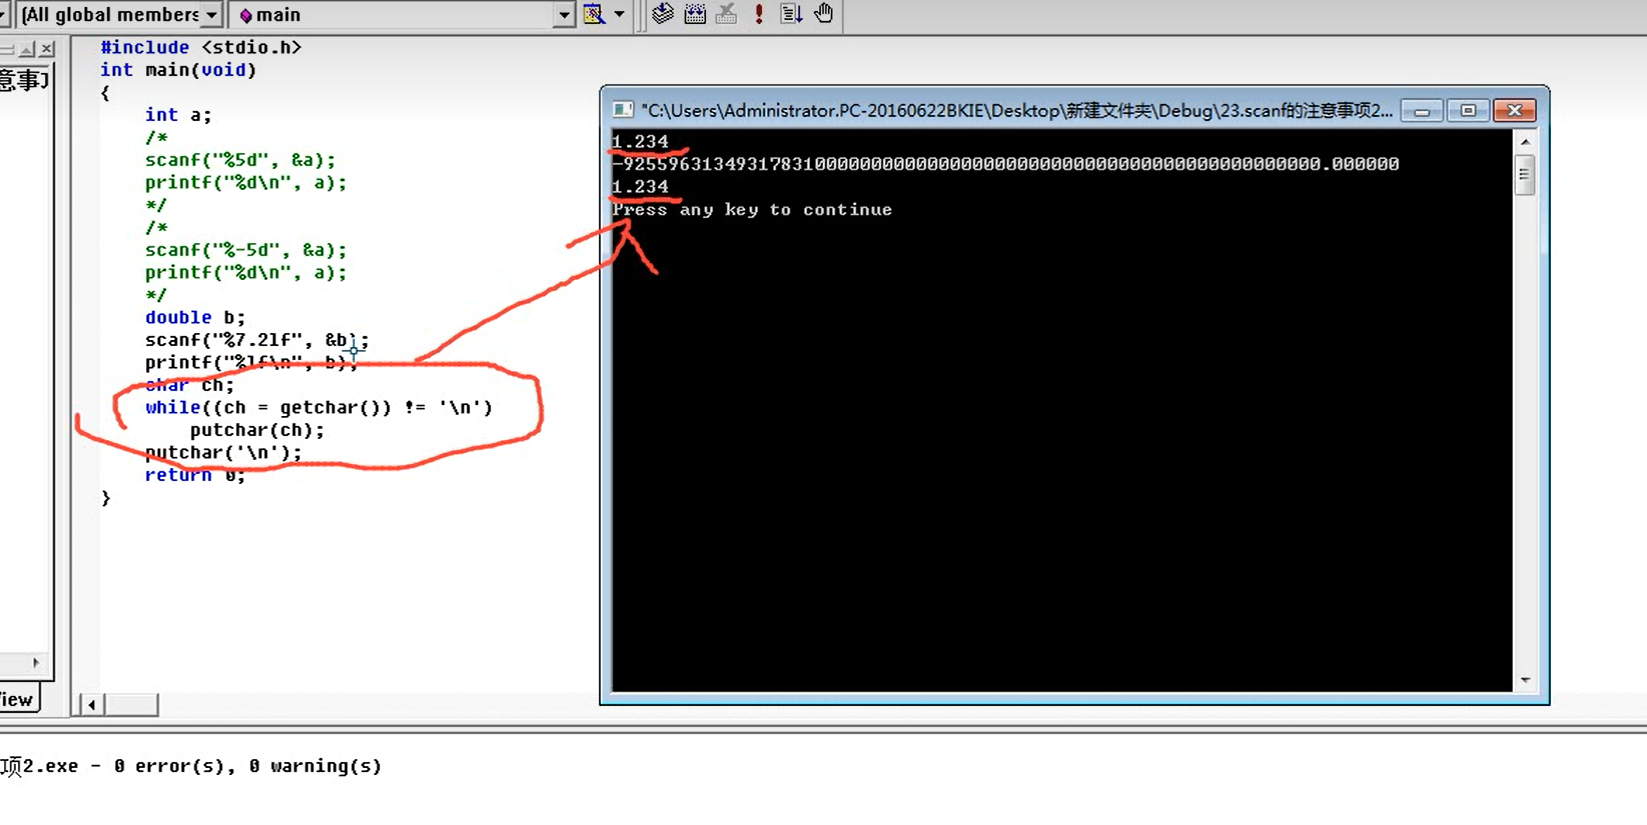 (All global members
main
意事项
#include <stdio.h>
int main(void)
{
int a;
/*
scanf("%5d", &a);
printf("%d\n", a);
*/
/*
scanf("%-5d", &a);
printf("%d\n", a);
*/
double b;
scanf("%7.2lf", &b);
printf("%lf\n", b);
char ch;
while((ch = getchar()) != '\n')
putchar(ch);
putchar('\n');
return 0;
}
"C:\Users\Administrator.PC-20160622BKIE\Desktop\新建文件夹\Debug\23.scanf的注意事项2...
1.234
-92559631349317831000000000000000000000000000000000000000000000.000000
1.234
Press any key to continue
View
项2.exe - 0 error(s), 0 warning(s)